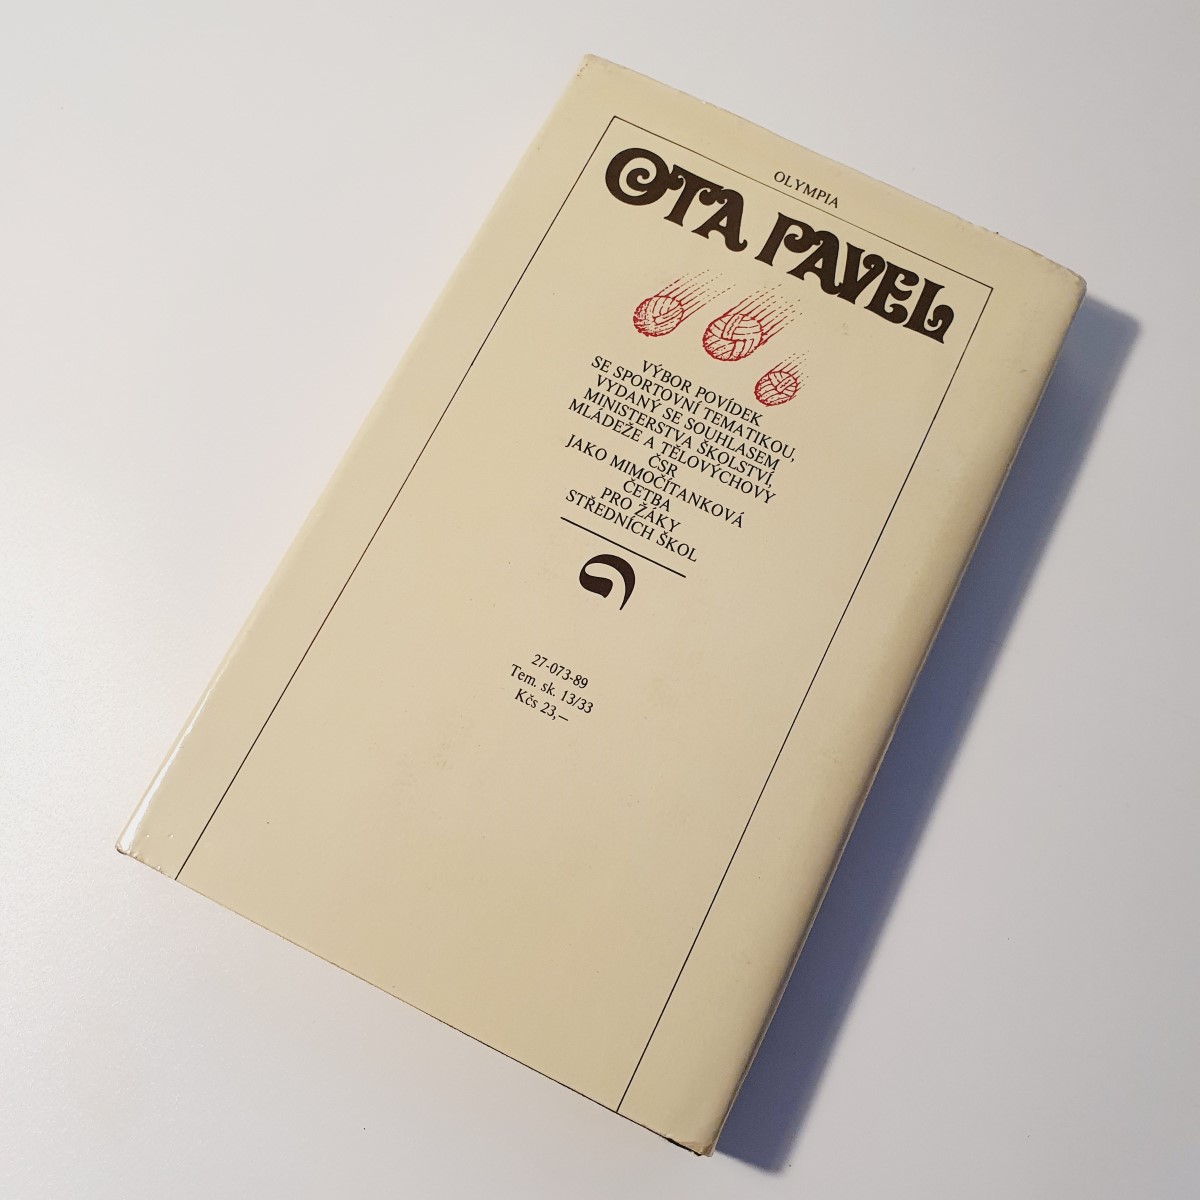 OLYMPIA
OTA PAVEL
VÝBOR POVÍDEK
SE SPORTOVNÍ TEMATIKOU,
VYDANÝ SE SOUHLASEM
MINISTERSTVA ŠKOLSTVÍ,
MLÁDEŽE A TĚLOVÝCHOVY
ČSR
JAKO MIMOČÍTANKOVÁ
ČETBA
PRO ŽÁKY
STŘEDNÍCH ŠKOL
27-073-89
Tem. sk. 13/33
Kčs 23,—